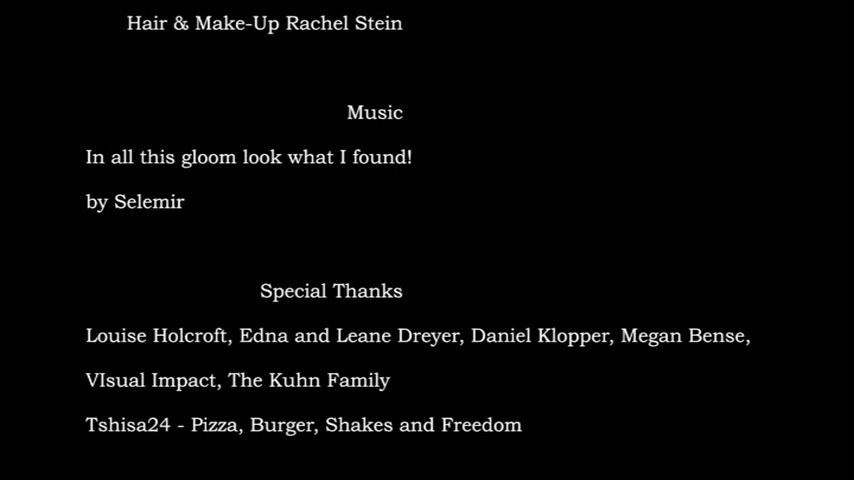 Hair & Make-Up Rachel Stein
Music
In all this gloom look what I found!
by Selemir
Special Thanks
Louise Holcroft, Edna and Leane Dreyer, Daniel Klopper, Megan Bense,
VIsual Impact, The Kuhn Family
Tshisa24 - Pizza, Burger, Shakes and Freedom